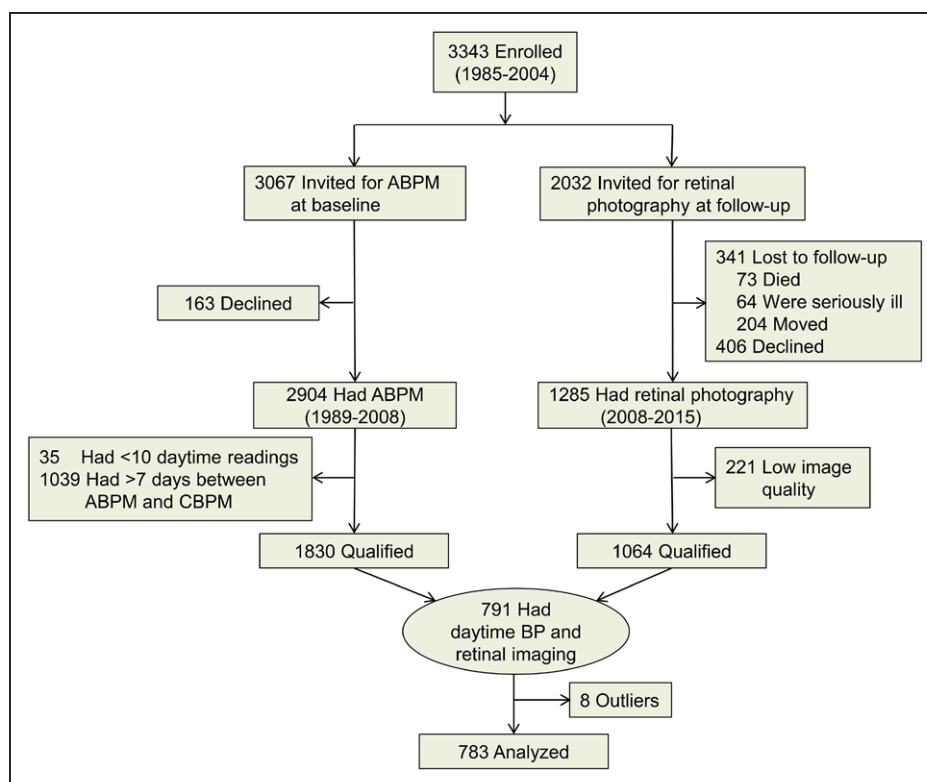 3343 Enrolled
(1985-2004)
3067 Invited for ABPM
at baseline
2032 Invited for retinal
photography at follow-up
163 Declined
341 Lost to follow-up
73 Died
64 Were seriously ill
204 Moved
406 Declined
2904 Had ABPM
(1989-2008)
1285 Had retinal photography
(2008-2015)
35 Had <10 daytime readings
1039 Had >7 days between
ABPM and CBPM
221 Low image
quality
1830 Qualified
1064 Qualified
791 Had
daytime BP and
retinal imaging
8 Outliers
783 Analyzed